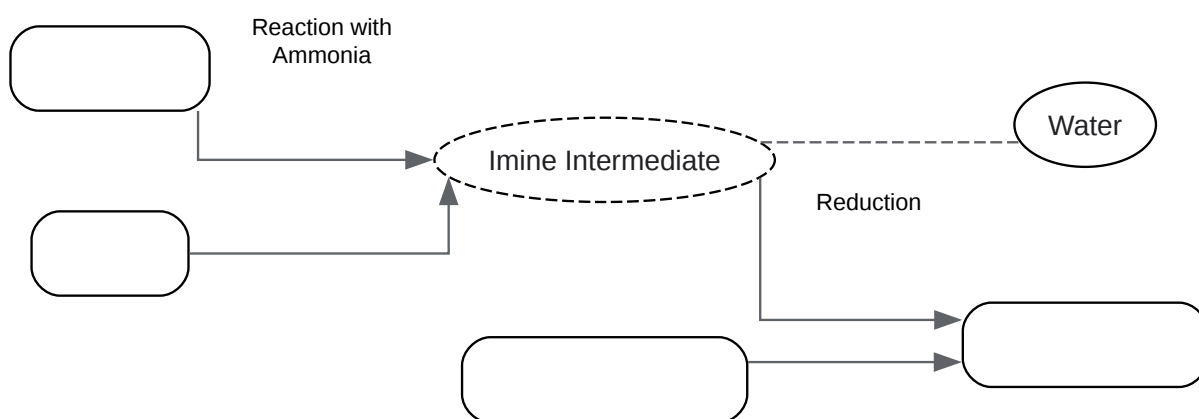 Reaction with
Ammonia
Water
Imine Intermediate
Reduction